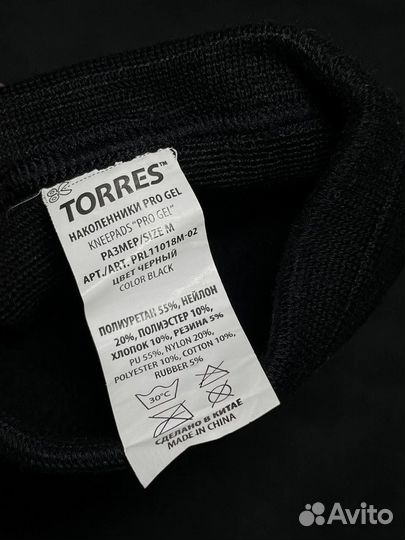 TORRES™
НАКОЛЕННИКИ PRO GEL
KNEEPADS "PRO GEL"
РАЗМЕР/SIZE M
АРТ./ART. PRL11018M-02
ЦВЕТ ЧЕРНЫЙ
COLOR BLACK
ПОЛИУРЕТАН 55%, НЕЙЛОН
20%, ПОЛИЭСТЕР 10%,
ХЛОПОК 10%, РЕЗИНА 5%
PU 55%, NYLON 20%,
POLYESTER 10%, COTTON 10%,
RUBBER 5%
30°C
СДЕЛАНО В КИТАЕ
MADE IN CHINA
Avito